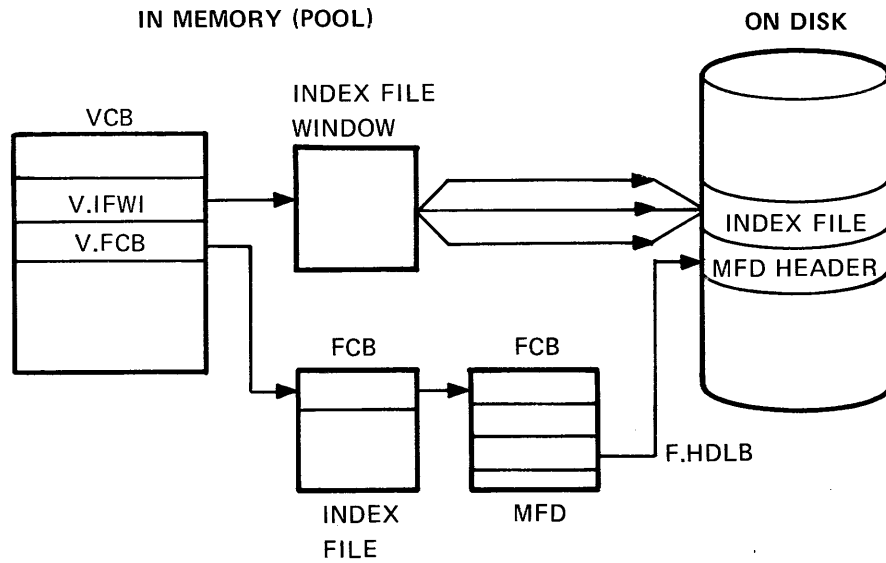 IN MEMORY (POOL)
ON DISK
VCB
INDEX FILE
WINDOW
V.IFWI
V.FCB
INDEX FILE
MFD HEADER
FCB
FCB
F.HDLB
INDEX
FILE
MFD